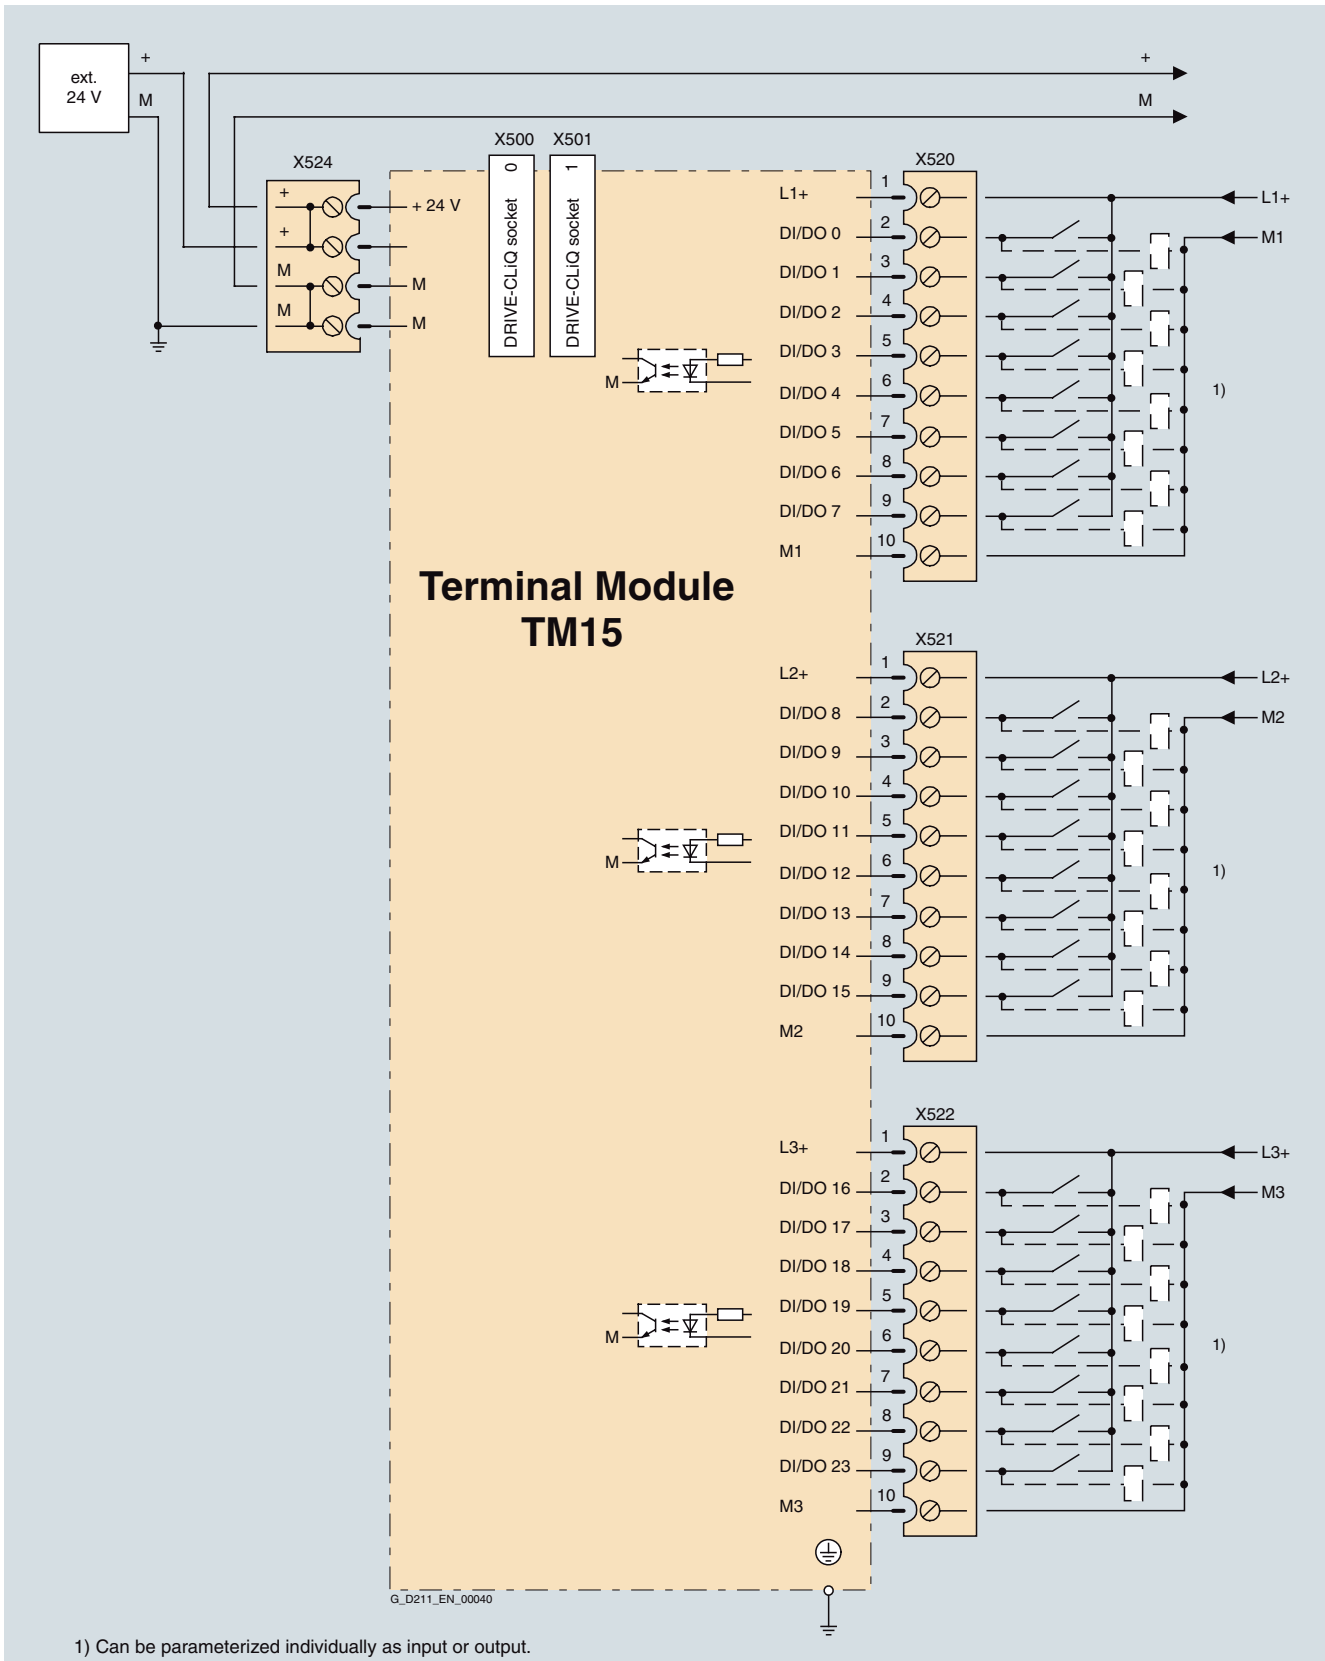 ext.
24 V
+
M
+
M
X524
+
+
M
M
+ 24 V
M
M
X500
X501
DRIVE-CLiQ socket 0
DRIVE-CLiQ socket 1
M
Terminal Module
TM15
X520
L1+ 1 L1+
DI/DO 0 2 M1
DI/DO 1 3
DI/DO 2 4
DI/DO 3 5
DI/DO 4 6 1)
DI/DO 5 7
DI/DO 6 8
DI/DO 7 9
M1 10
X521
L2+ 1 L2+
DI/DO 8 2 M2
DI/DO 9 3
DI/DO 10 4
DI/DO 11 5
M
DI/DO 12 6 1)
DI/DO 13 7
DI/DO 14 8
DI/DO 15 9
M2 10
X522
L3+ 1 L3+
DI/DO 16 2 M3
DI/DO 17 3
DI/DO 18 4
DI/DO 19 5
M
DI/DO 20 6 1)
DI/DO 21 7
DI/DO 22 8
DI/DO 23 9
M3 10
G_D211_EN_00040
1) Can be parameterized individually as input or output.